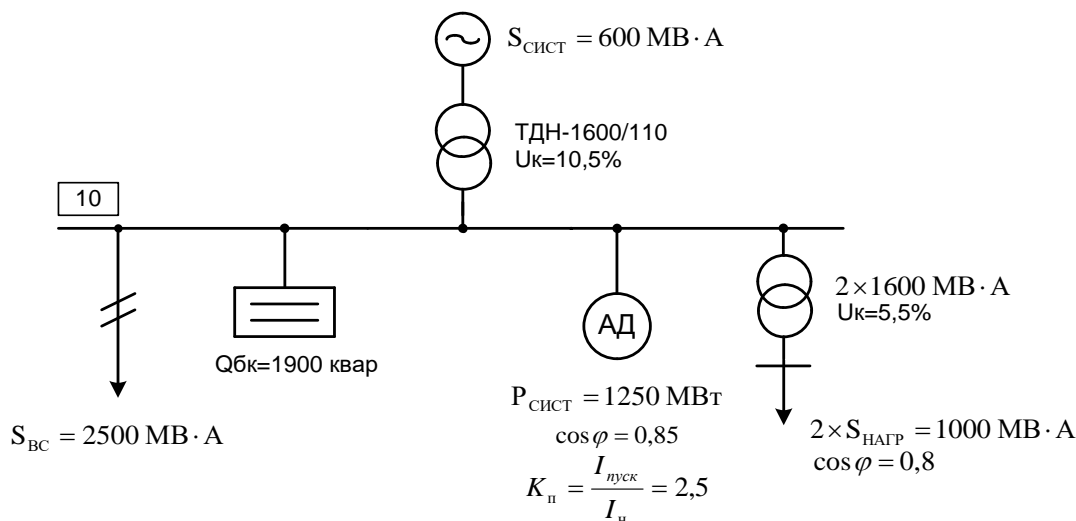 S_СИСТ = 600 МВ·А
ТДН-1600/110
Uк=10,5%
10
2×1600 МВ·А
Uк=5,5%
АД
Qбк=1900 квар
S_ВС = 2500 МВ·А
P_СИСТ = 1250 МВт
cosφ = 0,85
K_п = I_пуск / I_н = 2,5
2×S_НАГР = 1000 МВ·А
cosφ = 0,8